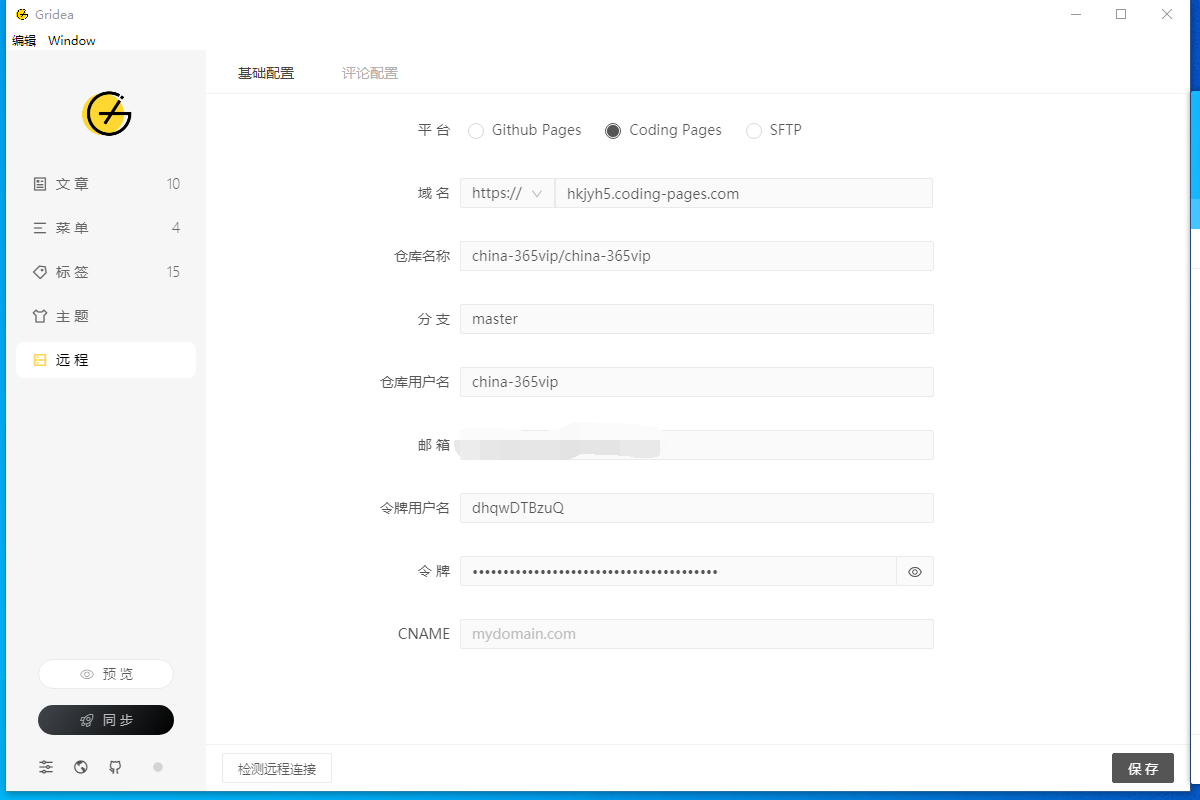 Gridea
编辑 Window
基础配置 评论配置
平 台 Github Pages Coding Pages SFTP
文 章 10
域 名 https:// hkjyh5.coding-pages.com
菜 单 4
仓库名称 china-365vip/china-365vip
标 签 15
主 题
分 支 master
远 程
仓库用户名 china-365vip
邮 箱
令牌用户名 dhqwDTBzuQ
令 牌 ••••••••••••••••••••••••••••••••••••••••
CNAME mydomain.com
预 览
同 步
检测远程连接 保 存